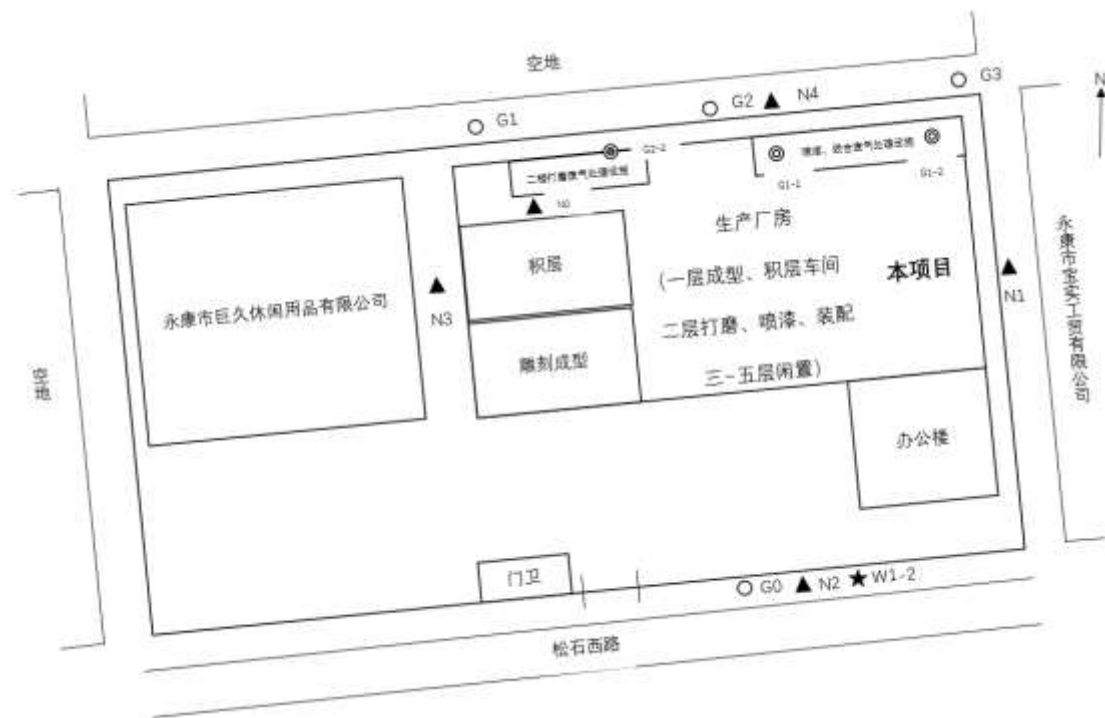 空地
G3
N
G2
N4
G1
G2-2
二楼打磨废气处理设施
G1-1
G1-2
N0
生产厂房
积层
(一层成型、积层车间
本项目
永康市宝实工贸有限公司
N1
永康市巨久休闲用品有限公司
N3
二层打磨、喷漆、装配
雕刻成型
三-五层闲置)
空地
办公楼
门卫
G0
N2
W1-2
松石西路